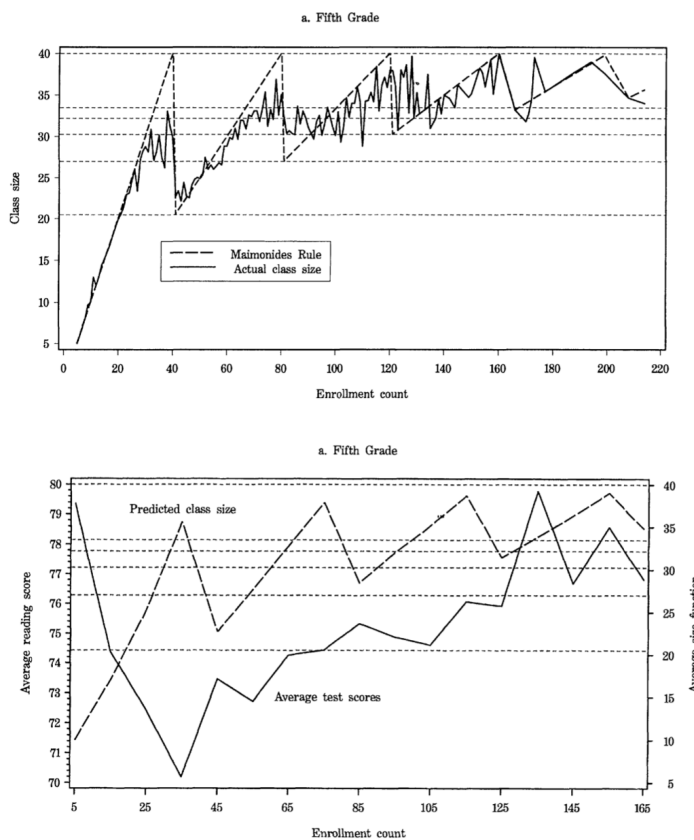 a. Fifth Grade
40
35
30
25
20
15
10
5
Class size
Maimonides Rule
Actual class size
0 20 40 60 80 100 120 140 160 180 200 220
Enrollment count
a. Fifth Grade
80
79
78
77
76
75
74
73
72
71
70
Average reading score
Predicted class size
Average test scores
40
35
30
25
20
15
10
5
Average size function
5 25 45 65 85 105 125 145 165
Enrollment count